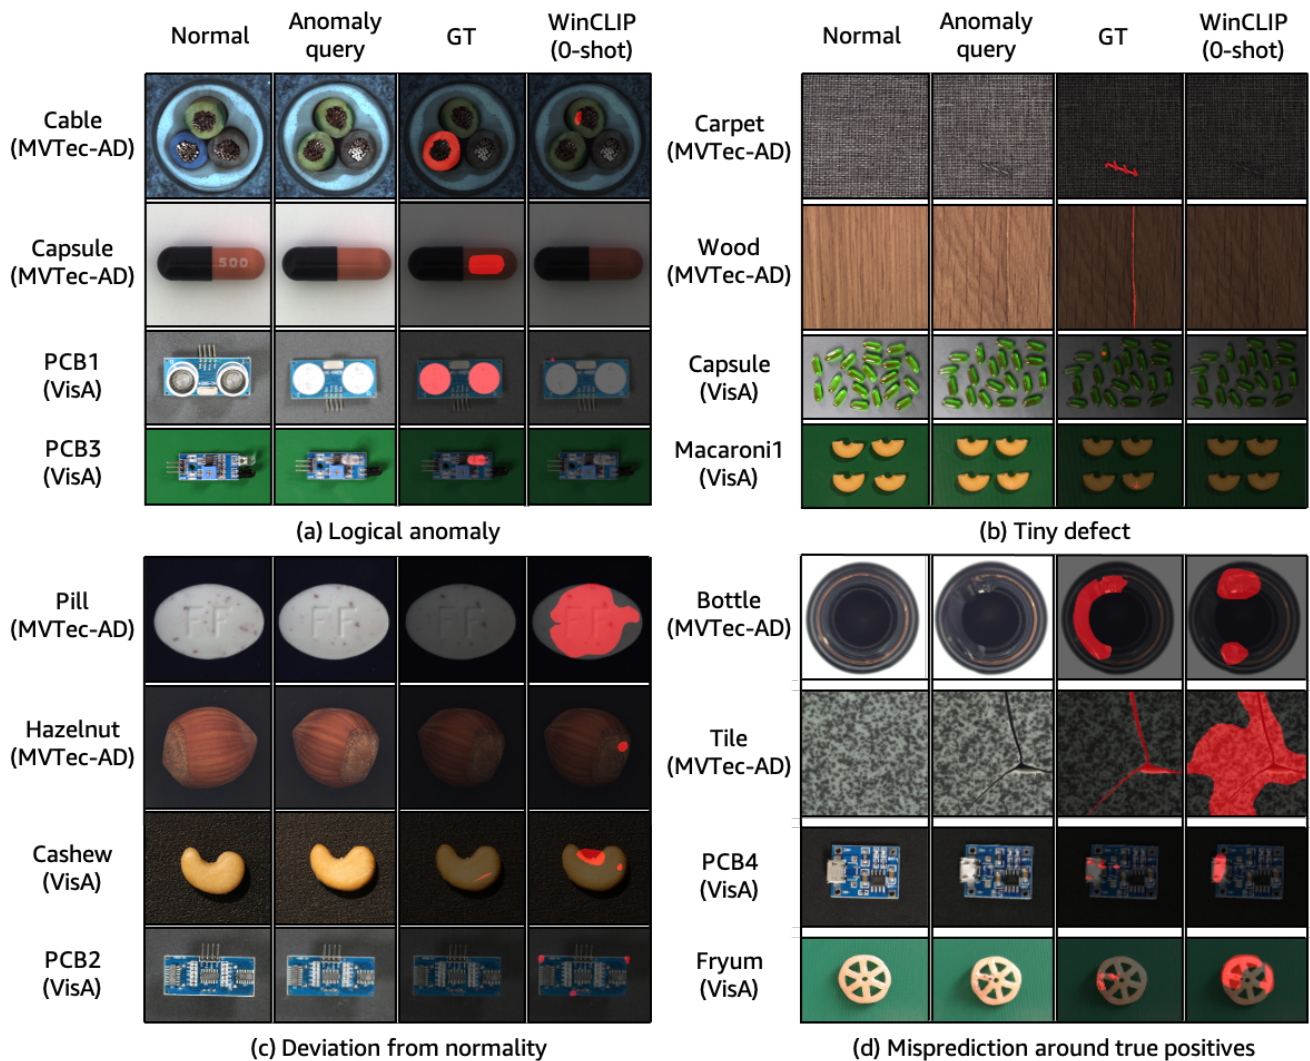 Normal
Anomaly
query
GT
WinCLIP
(0-shot)
Cable
(MVTec-AD)
Capsule
(MVTec-AD)
500
PCB1
(VisA)
PCB3
(VisA)
(a) Logical anomaly
Normal
Anomaly
query
GT
WinCLIP
(0-shot)
Carpet
(MVTec-AD)
Wood
(MVTec-AD)
Capsule
(VisA)
Macaroni1
(VisA)
(b) Tiny defect
Pill
(MVTec-AD)
FF
FF
FF
FF
Hazelnut
(MVTec-AD)
Cashew
(VisA)
PCB2
(VisA)
(c) Deviation from normality
Bottle
(MVTec-AD)
Tile
(MVTec-AD)
PCB4
(VisA)
Fryum
(VisA)
(d) Misprediction around true positives